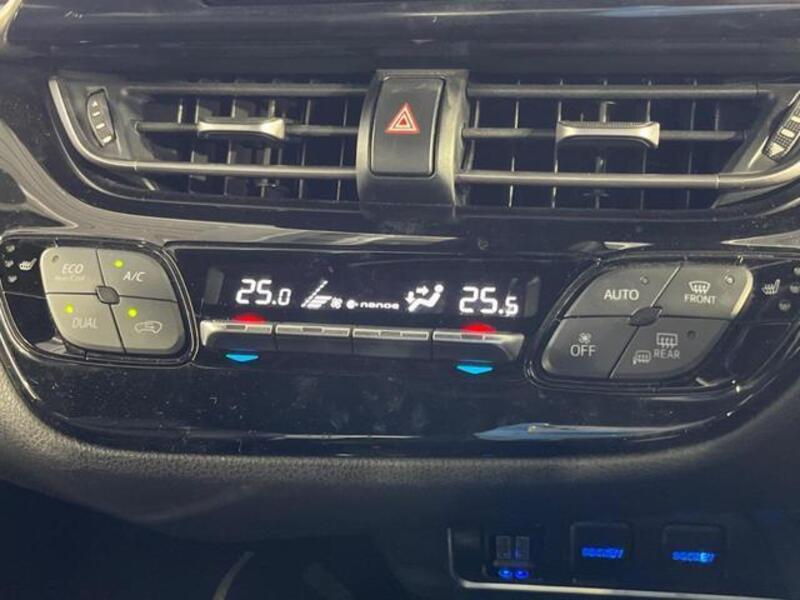 ECO
A/C
DUAL
25.0
nanoe
25.5
AUTO
FRONT
OFF
REAR